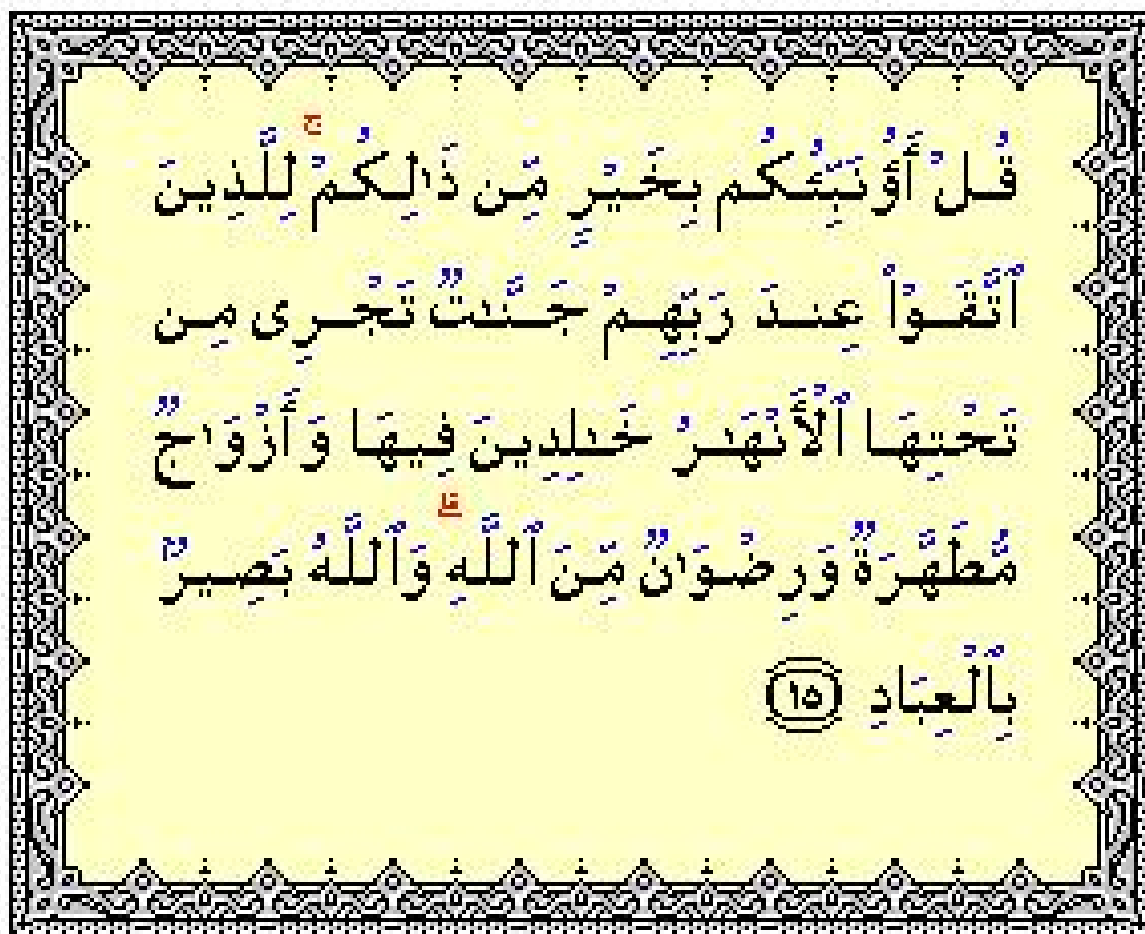 قُلْ أَؤُنَبِّئُكُم بِخَيْرٍ مِّن ذَٰلِكُمْ ۚ لِلَّذِينَ
ٱتَّقَوْا۟ عِندَ رَبِّهِمْ جَنَّـٰتٌ تَجْرِى مِن
تَحْتِهَا ٱلْأَنْهَـٰرُ خَـٰلِدِينَ فِيهَا وَأَزْوَٰجٌ
مُّطَهَّرَةٌ وَرِضْوَٰنٌ مِّنَ ٱللَّهِ ۗ وَٱللَّهُ بَصِيرٌۢ
بِٱلْعِبَادِ ١٥